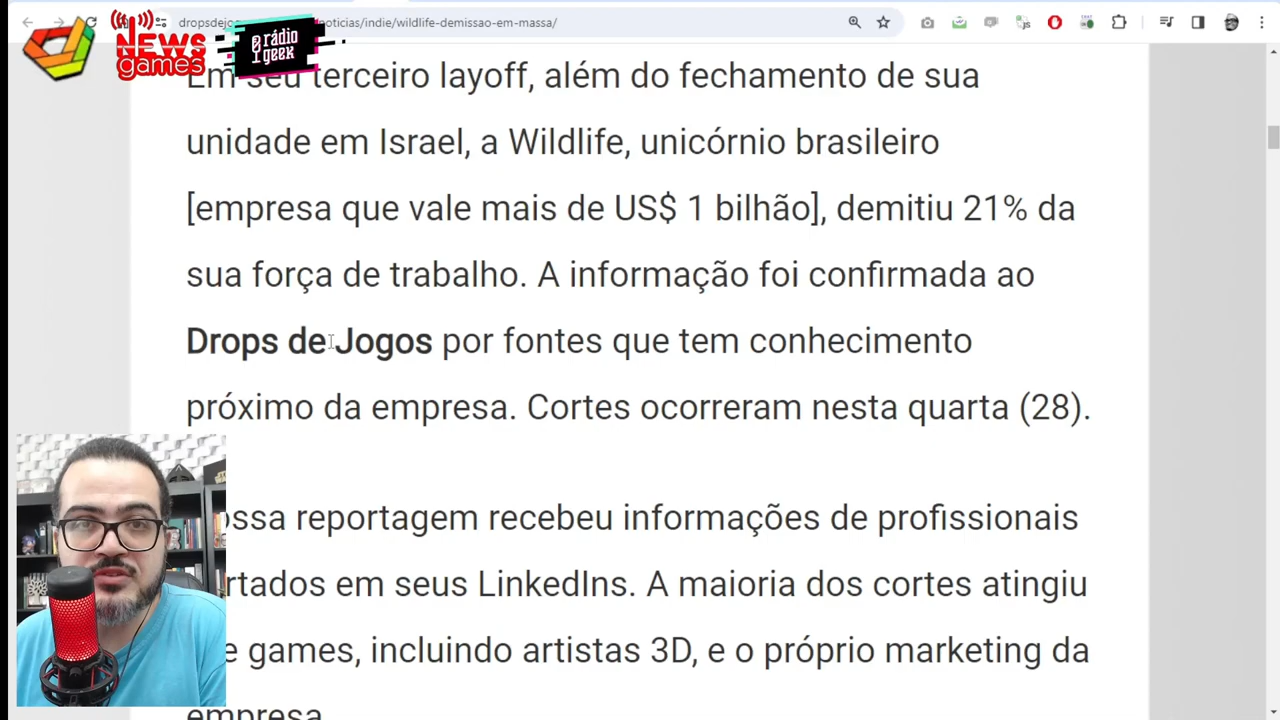 dropsdejo
noticias/indie/wildlife-demissao-em-massa/
NEWS
games
rádio
geek
Em seu terceiro layoff, além do fechamento de sua
unidade em Israel, a Wildlife, unicórnio brasileiro
[empresa que vale mais de US$ 1 bilhão], demitiu 21% da
sua força de trabalho. A informação foi confirmada ao
Drops de Jogos por fontes que tem conhecimento
próximo da empresa. Cortes ocorreram nesta quarta (28).
ossa reportagem recebeu informações de profissionais
rtados em seus LinkedIns. A maioria dos cortes atingiu
e games, incluindo artistas 3D, e o próprio marketing da
empresa